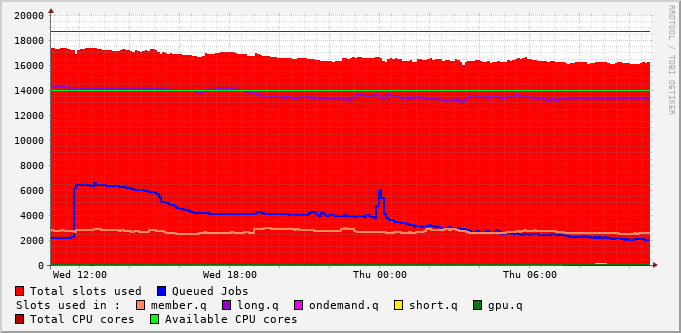 20000
18000
16000
14000
12000
10000
8000
6000
4000
2000
0
Wed 12:00 Wed 18:00 Thu 00:00 Thu 06:00
Total slots used Queued Jobs
Slots used in : member.q long.q ondemand.q short.q gpu.q
Total CPU cores Available CPU cores
RRDTOOL / TOBI OETIKER